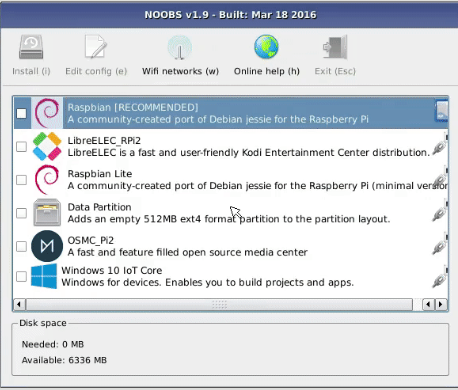 NOOBS v1.9 - Built: Mar 18 2016
Install (i) Edit config (e) Wifi networks (w) Online help (h) Exit (Esc)
Raspbian [RECOMMENDED]
A community-created port of Debian jessie for the Raspberry Pi
LibreELEC_RPi2
LibreELEC is a fast and user-friendly Kodi Entertainment Center distribution.
Raspbian Lite
A community-created port of Debian jessie for the Raspberry Pi (minimal version
Data Partition
Adds an empty 512MB ext4 format partition to the partition layout.
OSMC_Pi2
A fast and feature filled open source media center
Windows 10 IoT Core
Windows for devices. Enables you to build projects and apps.
Disk space
Needed: 0 MB
Available: 6336 MB